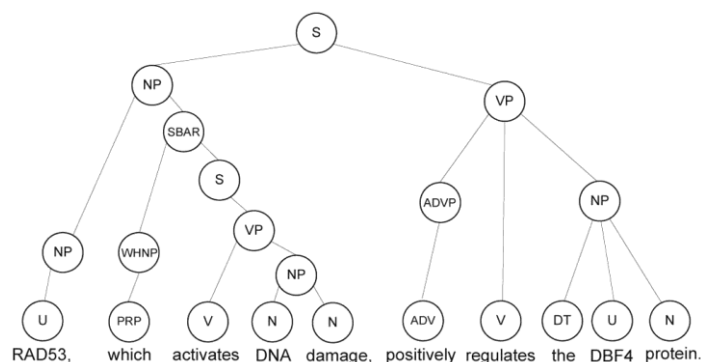 S
NP
VP
SBAR
S
ADVP
NP
NP
WHNP
VP
NP
U
PRP
V
N
N
ADV
V
DT
U
N
RAD53, which activates DNA damage, positively regulates the DBF4 protein.